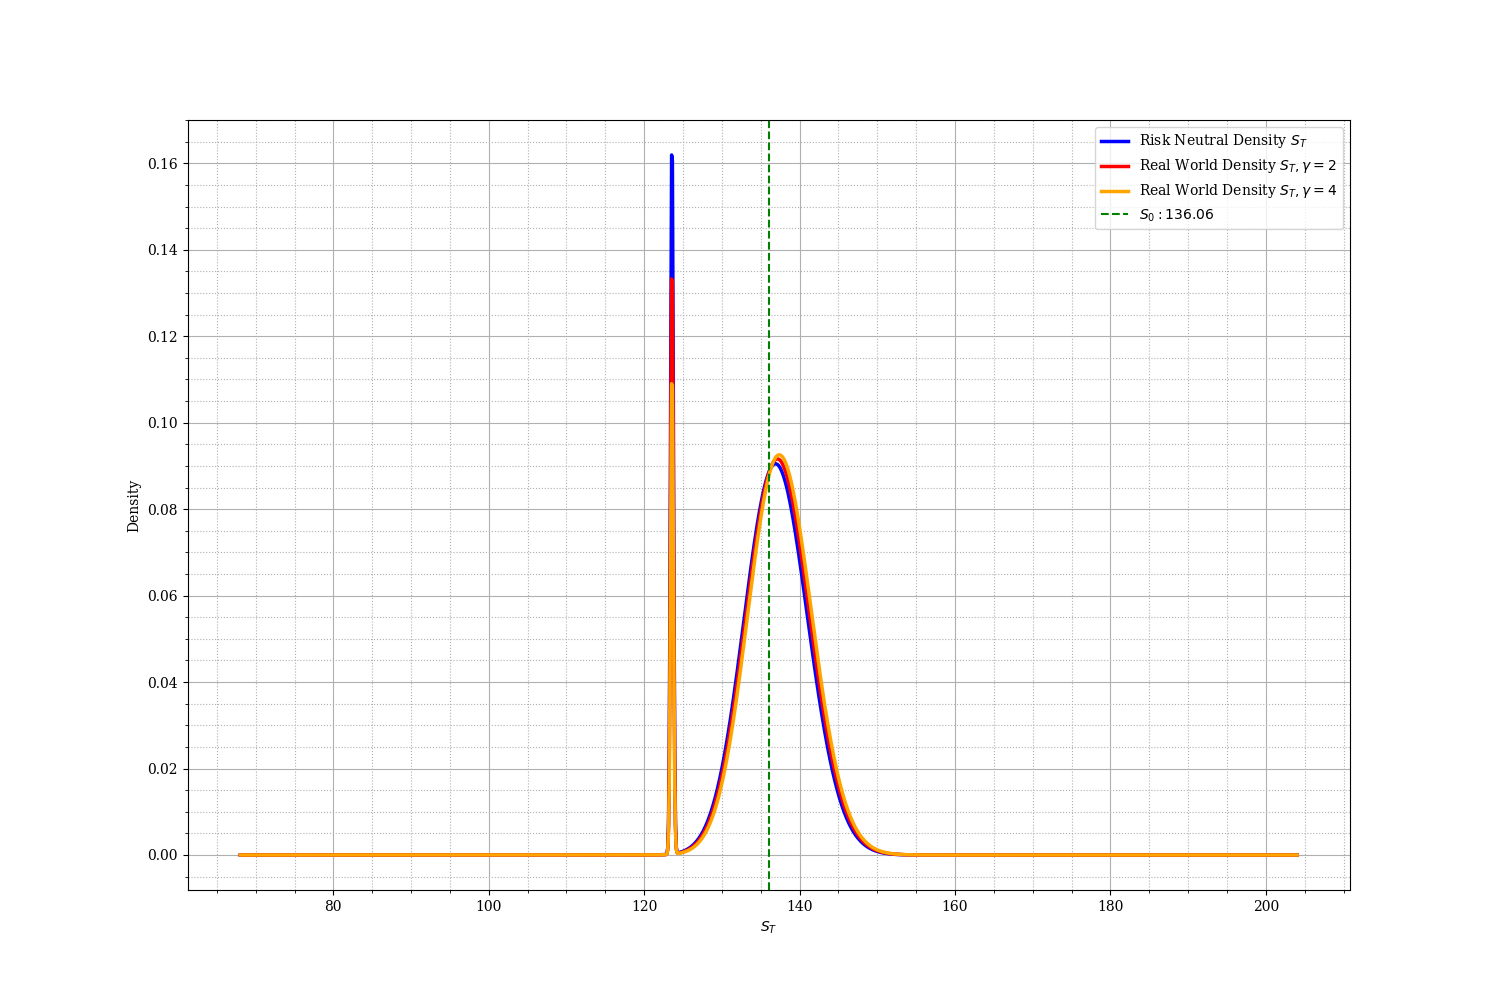 Risk Neutral Density $S_T$
Real World Density $S_T, \gamma = 2$
Real World Density $S_T, \gamma = 4$
$S_0 : 136.06$
0.16
0.14
0.12
0.10
0.08
0.06
0.04
0.02
0.00
Density
80 100 120 140 160 180 200
$S_T$